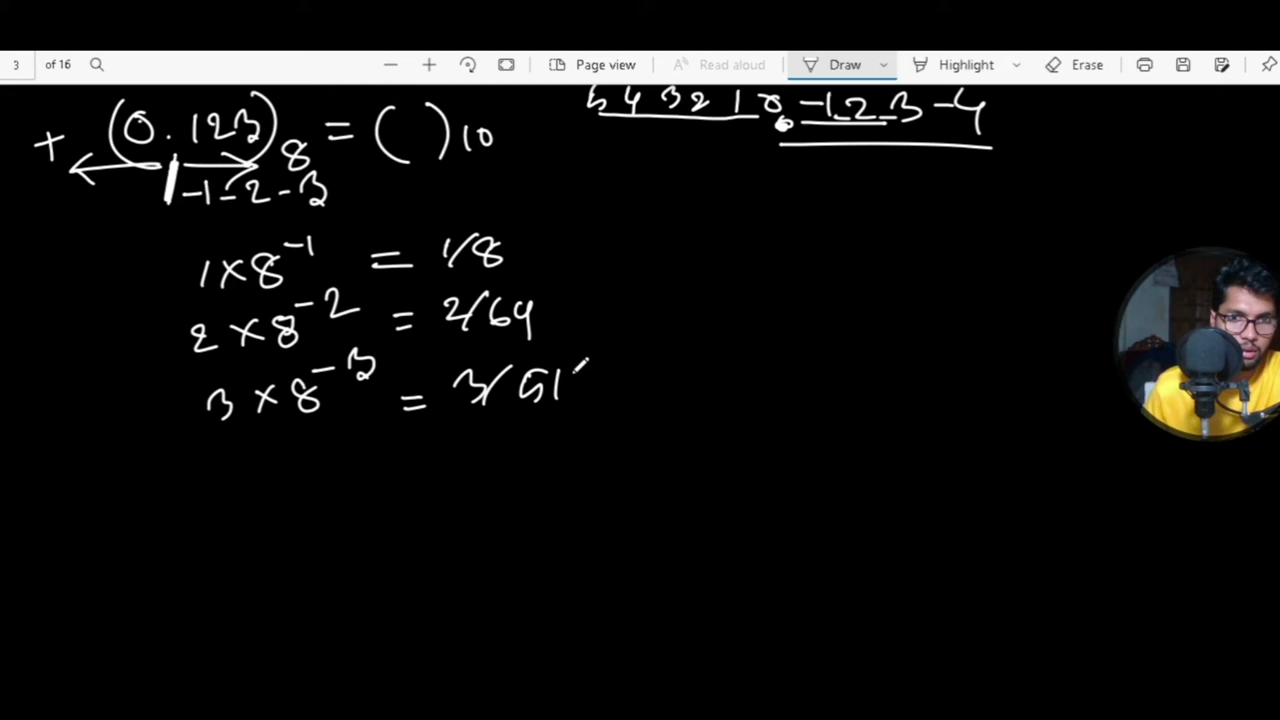 3 of 16 Page view Read aloud Draw Highlight Erase
5 4 3 2 1 0 . -1 -2 -3 -4
+ (0.123)8 = ( )10
-1 -2 -3
1 × 8^-1 = 1/8
2 × 8^-2 = 2/64
3 × 8^-3 = 3/51